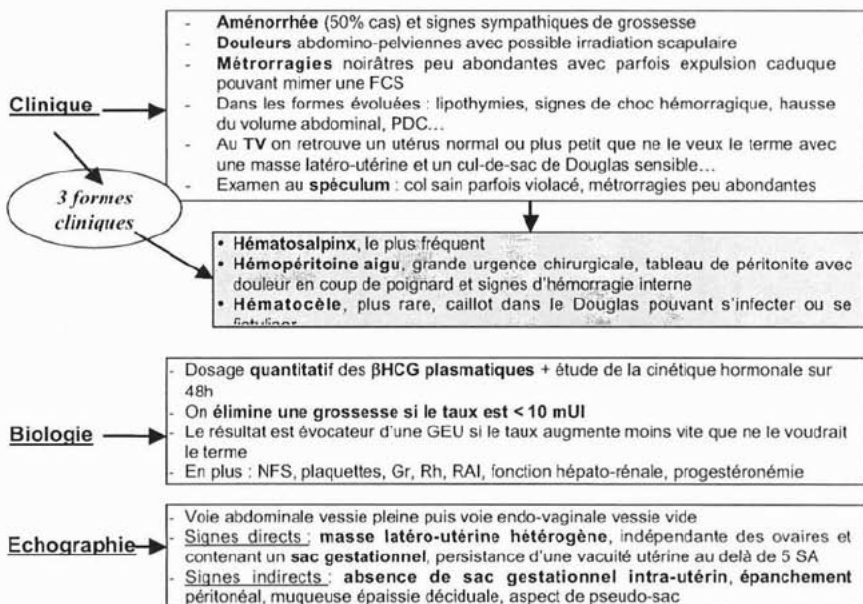 - Aménorrhée (50% cas) et signes sympathiques de grossesse
- Douleurs abdomino-pelviennes avec possible irradiation scapulaire
- Métrorragies noirâtres peu abondantes avec parfois expulsion caduque
pouvant mimer une FCS
Clinique
- Dans les formes évoluées : lipothymies, signes de choc hémorragique, hausse
du volume abdominal, PDC...
- Au TV on retrouve un utérus normal ou plus petit que ne le veux le terme avec
une masse latéro-utérine et un cul-de-sac de Douglas sensible...
- Examen au spéculum : col sain parfois violacé, métrorragies peu abondantes
3 formes
cliniques
• Hématosalpinx, le plus fréquent
• Hémopéritoine aigu, grande urgence chirurgicale, tableau de péritonite avec
douleur en coup de poignard et signes d'hémorragie interne
• Hématocèle, plus rare, caillot dans le Douglas pouvant s'infecter ou se
Biologie
- Dosage quantitatif des βHCG plasmatiques + étude de la cinétique hormonale sur
48h
- On élimine une grossesse si le taux est < 10 mUI
- Le résultat est évocateur d'une GEU si le taux augmente moins vite que ne le voudrait
le terme
- En plus : NFS, plaquettes, Gr, Rh, RAI, fonction hépato-rénale, progestéronémie
Echographie
- Voie abdominale vessie pleine puis voie endo-vaginale vessie vide
- Signes directs : masse latéro-utérine hétérogène, indépendante des ovaires et
contenant un sac gestationnel, persistance d'une vacuité utérine au delà de 5 SA
- Signes indirects : absence de sac gestationnel intra-utérin, épanchement
péritonéal, muqueuse épaissie déciduale, aspect de pseudo-sac